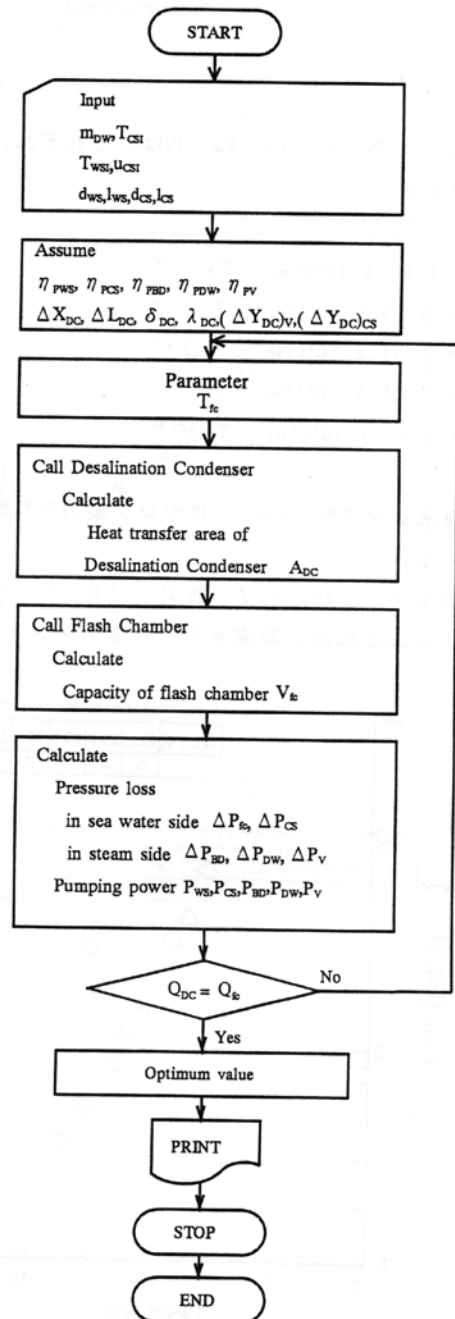 START
Input
m_DW,T_CSI
T_WSI,u_CSI
d_WS,l_WS,d_CS,l_CS
Assume
η_PWS, η_PCS, η_PBD, η_PDW, η_PV
ΔX_DC, ΔL_DC, δ_DC, λ_DC,(ΔY_DC)_V,(ΔY_DC)_CS
Parameter
T_fc
Call Desalination Condenser
Calculate
Heat transfer area of
Desalination Condenser A_DC
Call Flash Chamber
Calculate
Capacity of flash chamber V_fc
Calculate
Pressure loss
in sea water side ΔP_fc, ΔP_CS
in steam side ΔP_BD, ΔP_DW, ΔP_V
Pumping power P_WS,P_CS,P_BD,P_DW,P_V
Q_DC = Q_fc
No
Yes
Optimum value
PRINT
STOP
END